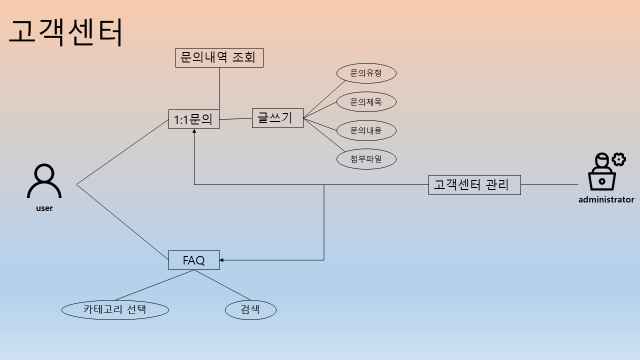 고객센터
문의내역 조회
문의유형
문의제목
1:1문의
글쓰기
문의내용
첨부파일
고객센터 관리
user
administrator
FAQ
카테고리 선택
검색